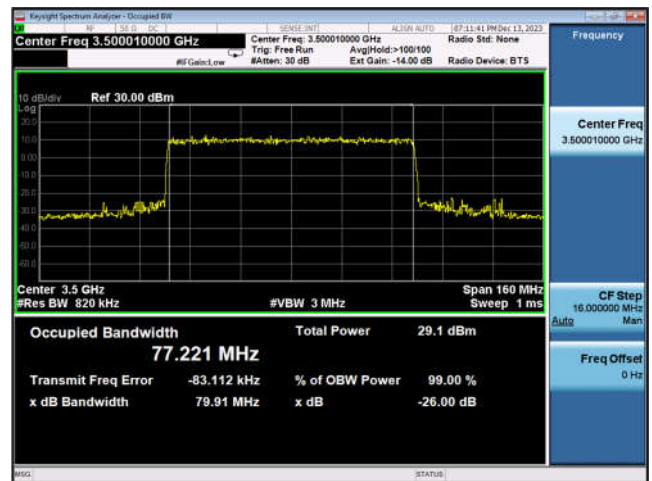 Keysight Spectrum Analyzer - Occupied BW
RF 50 Ω DC SENSE:INT ALIGN AUTO 07:11:41 PM Dec 13, 2023
Center Freq 3.500010000 GHz
Center Freq: 3.500010000 GHz Radio Std: None
Trig: Free Run Avg|Hold:>100/100
#IFGain:Low #Atten: 30 dB Ext Gain: -14.00 dB Radio Device: BTS
Frequency
10 dB/div Ref 30.00 dBm
Log
20.0
10.0
0.00
-10.0
-20.0
-30.0
-40.0
-50.0
-60.0
Center 3.5 GHz Span 160 MHz
#Res BW 820 kHz #VBW 3 MHz Sweep 1 ms
Occupied Bandwidth Total Power 29.1 dBm
77.221 MHz
Transmit Freq Error -83.112 kHz % of OBW Power 99.00 %
x dB Bandwidth 79.91 MHz x dB -26.00 dB
Center Freq
3.500010000 GHz
CF Step
16.000000 MHz
Auto Man
Freq Offset
0 Hz
MSG STATUS